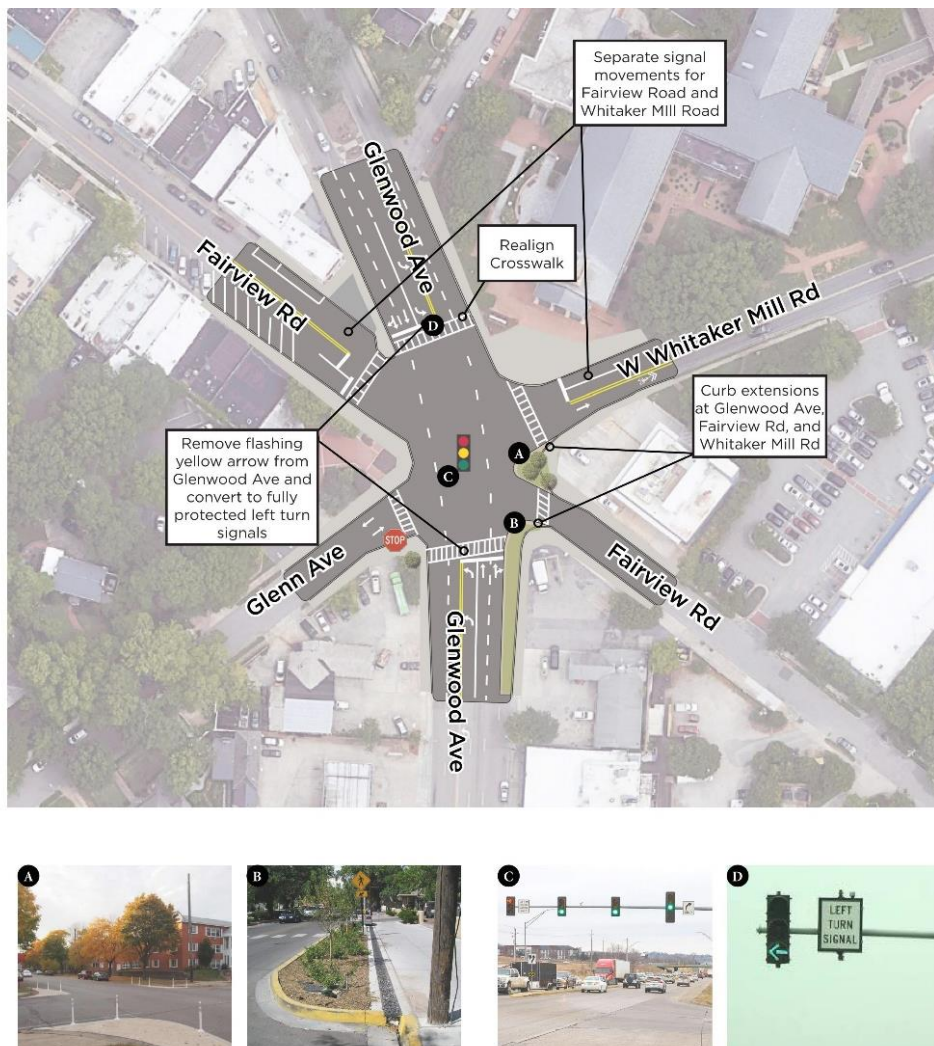 Separate signal
movements for
Fairview Road and
Whitaker MIll Road
Glenwood Ave
Realign
Crosswalk
Fairview Rd
D
W Whitaker Mill Rd
Curb extensions
at Glenwood Ave,
Fairview Rd, and
Whitaker Mill Rd
Remove flashing
yellow arrow from
Glenwood Ave and
convert to fully
protected left turn
signals
A
C
B
STOP
Glenn Ave
Fairview Rd
Glenwood Ave
A
B
C
D
LEFT
TURN
SIGNAL